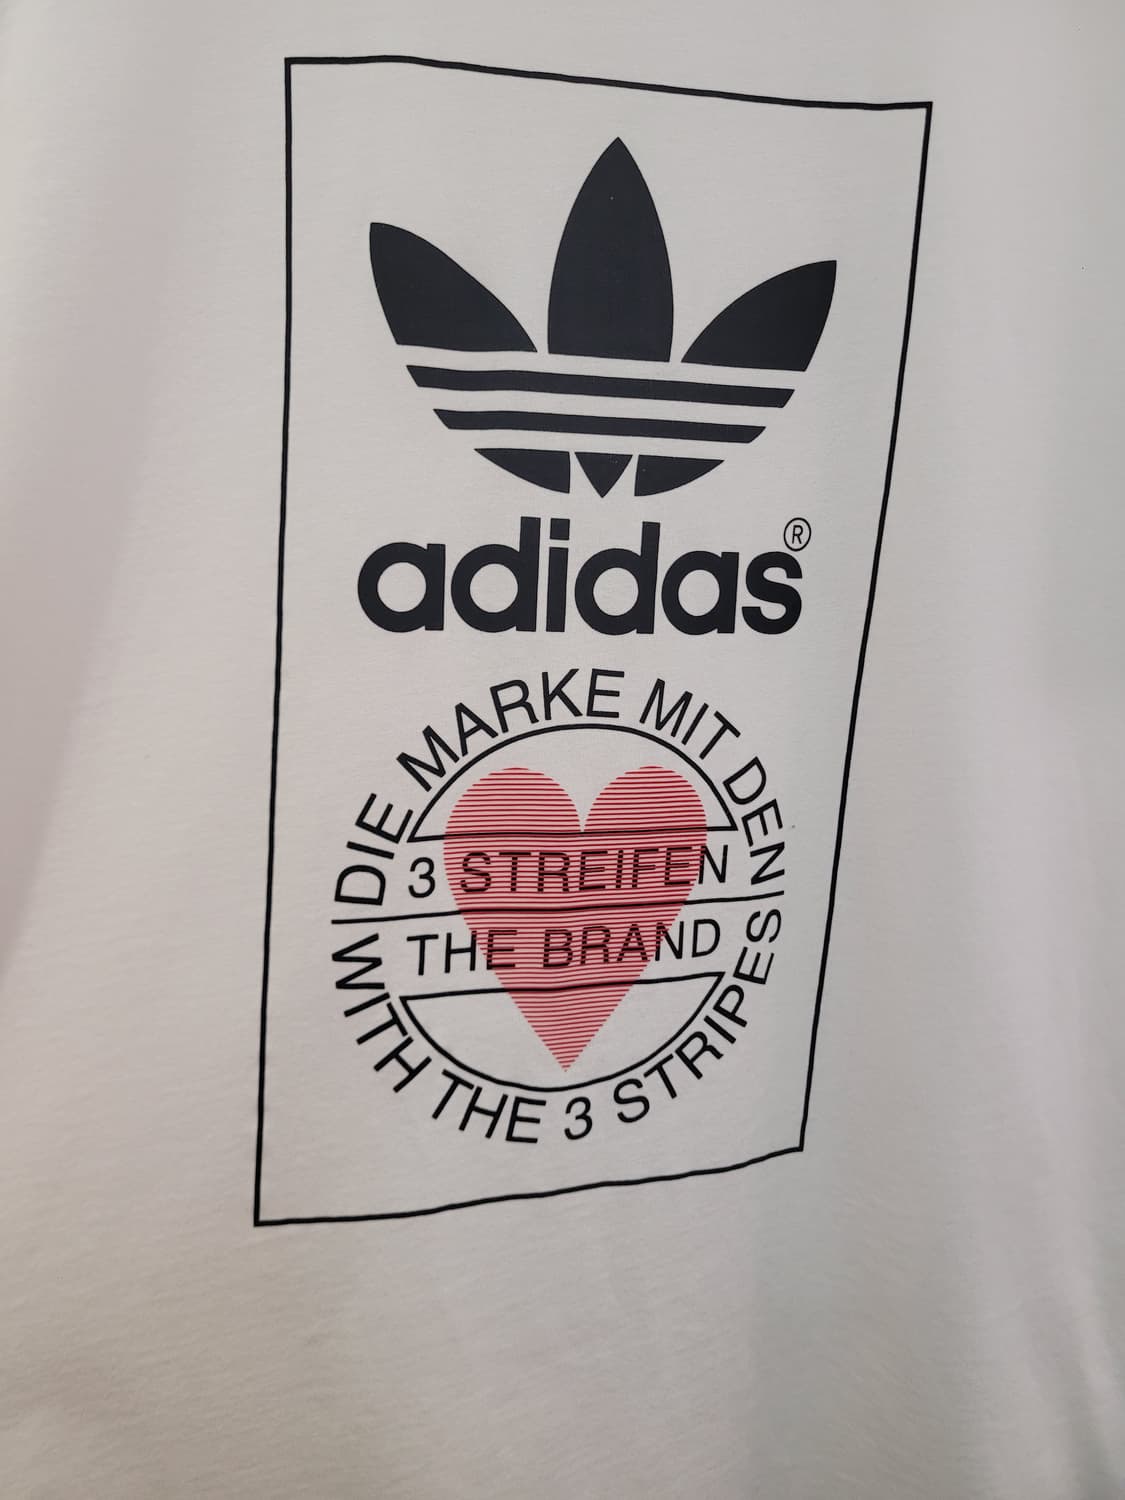 adidas®
DIE MARKE MIT DEN
3 STREIFEN
THE BRAND
WITH THE 3 STRIPES